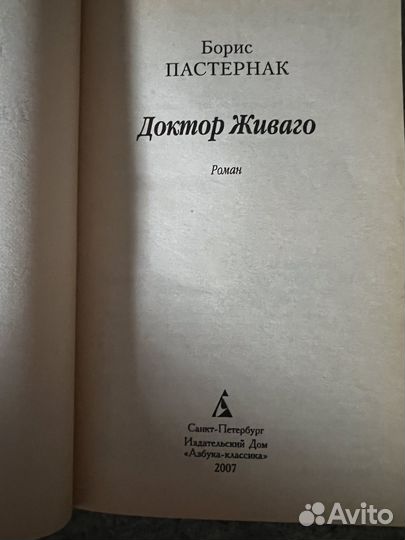 Борис
ПАСТЕРНАК
Доктор Живаго
Роман
Санкт-Петербург
Издательский Дом
«Азбука-классика»
2007
Avito